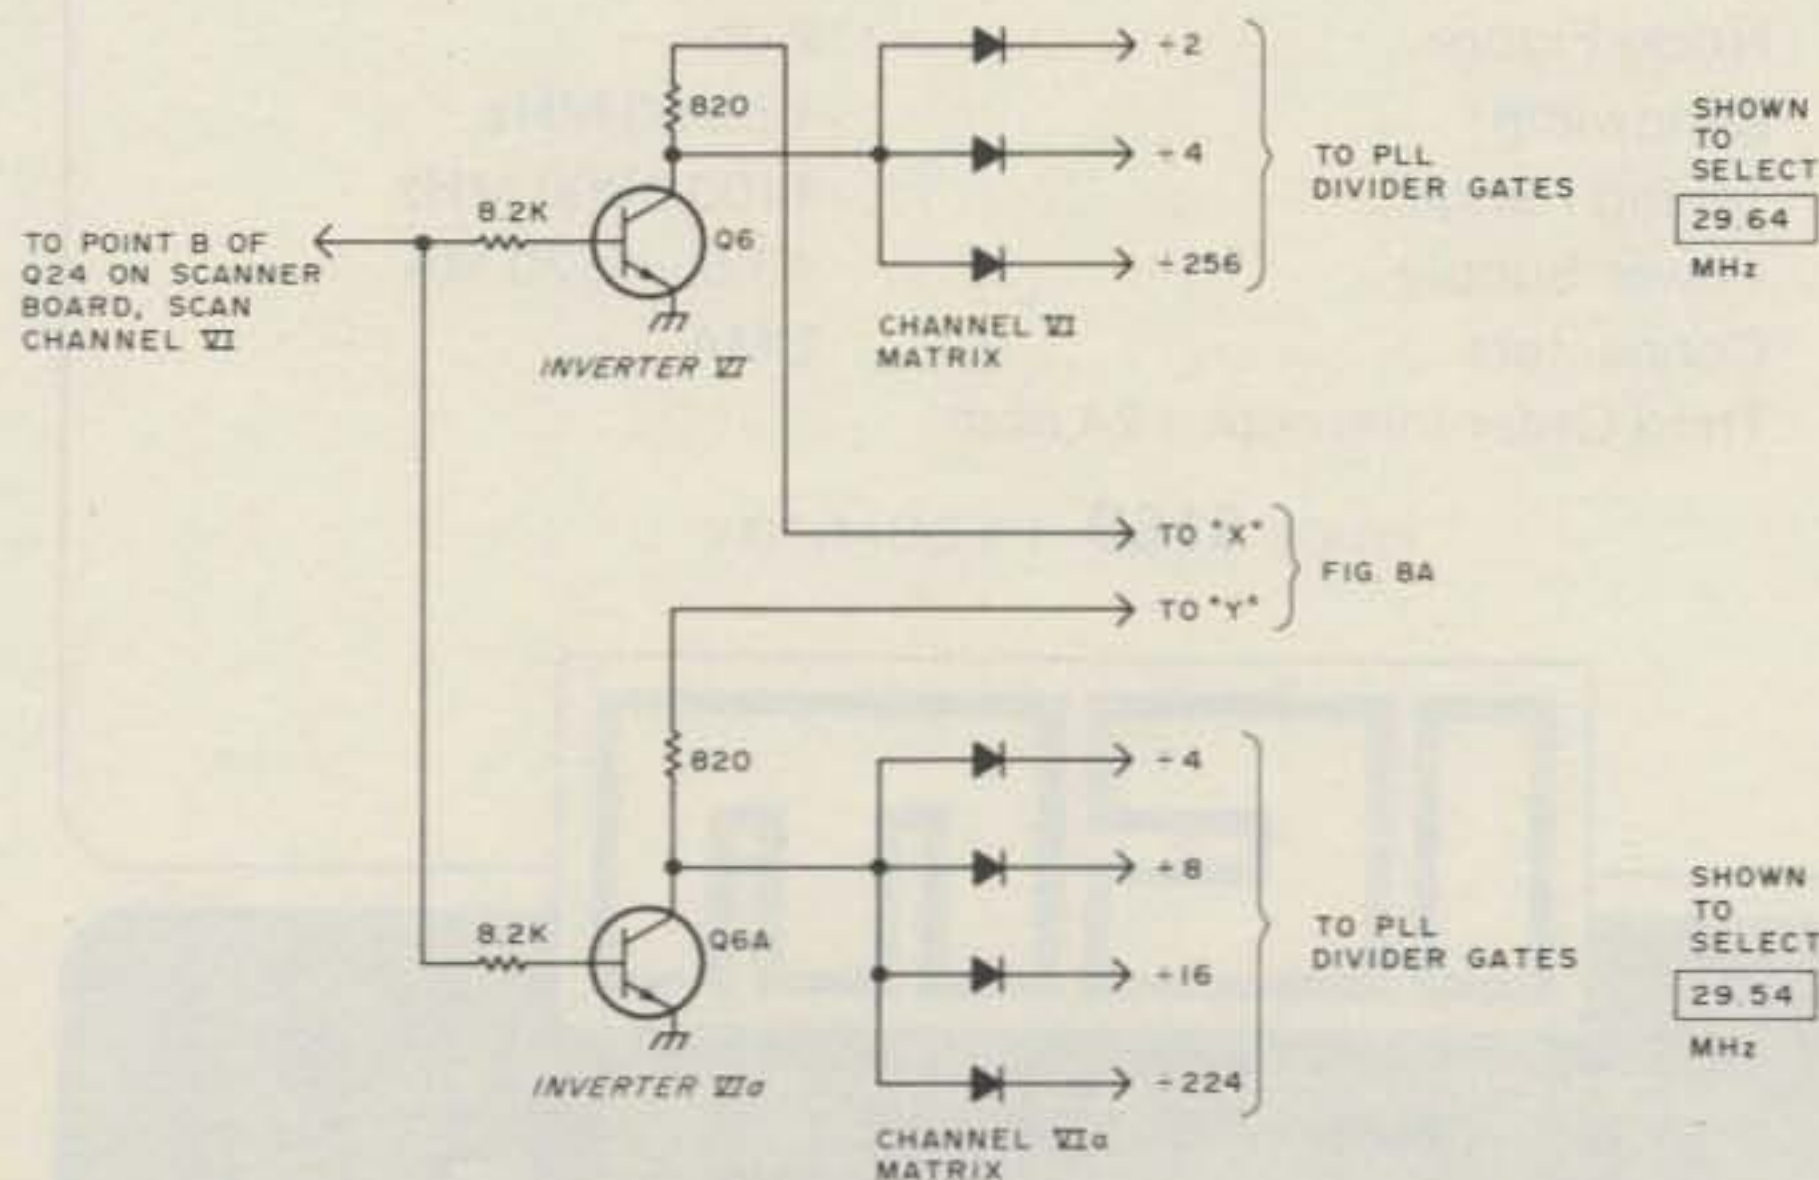 ÷2
820
÷4
÷256
TO PLL
DIVIDER GATES
SHOWN
TO
SELECT
29.64
MHz
8.2K
Q6
TO POINT B OF
Q24 ON SCANNER
BOARD, SCAN
CHANNEL VI
INVERTER VI
CHANNEL VI
MATRIX
TO "X"
TO "Y"
FIG. 8A
820
÷4
÷8
÷16
÷224
8.2K
Q6A
TO PLL
DIVIDER GATES
SHOWN
TO
SELECT
29.54
MHz
INVERTER VIa
CHANNEL VIa
MATRIX